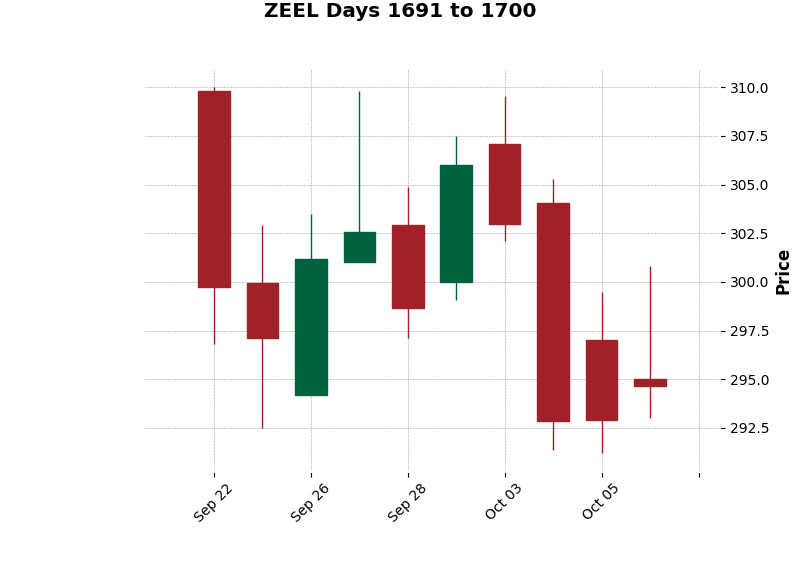 ZEEL Days 1691 to 1700
310.0
307.5
305.0
302.5
300.0
297.5
295.0
292.5
Price
Sep 22
Sep 26
Sep 28
Oct 03
Oct 05